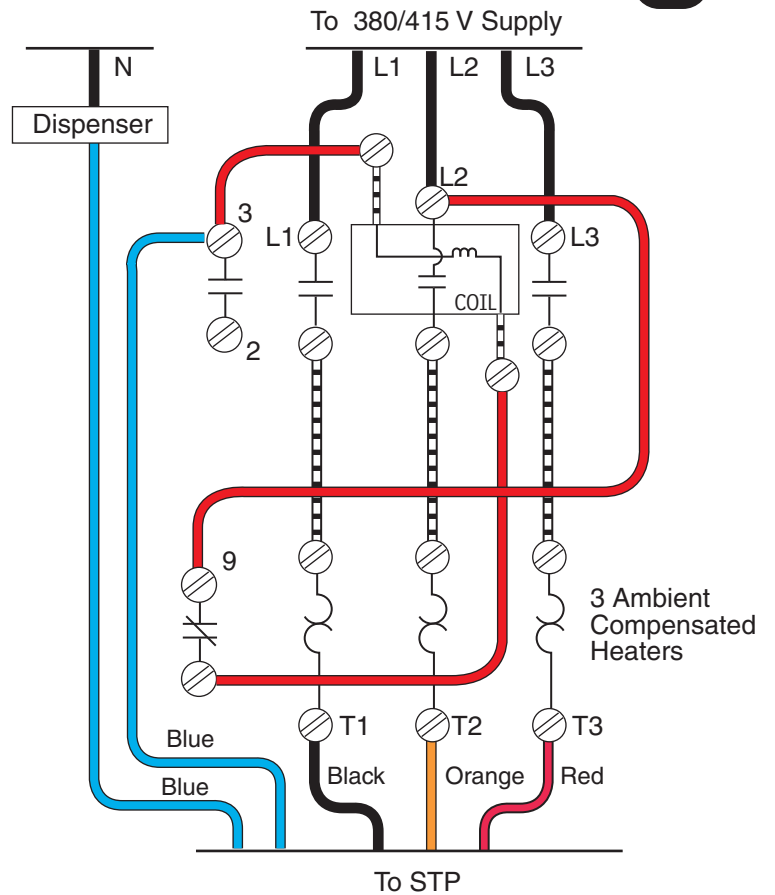 To 380/415 V Supply
N
L1
L2
L3
Dispenser
L2
3
L1
L3
COIL
2
9
3 Ambient
Compensated
Heaters
T1
T2
T3
Blue
Black
Orange
Red
Blue
To STP